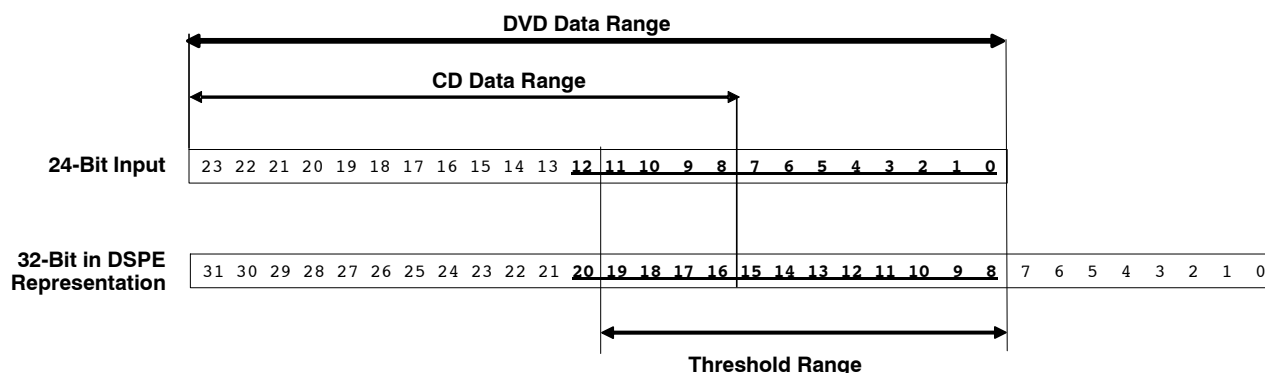 DVD Data Range
CD Data Range
24-Bit Input
23 22 21 20 19 18 17 16 15 14 13 12 11 10 9 8 7 6 5 4 3 2 1 0
32-Bit in DSPE
Representation
31 30 29 28 27 26 25 24 23 22 21 20 19 18 17 16 15 14 13 12 11 10 9 8 7 6 5 4 3 2 1 0
Threshold Range